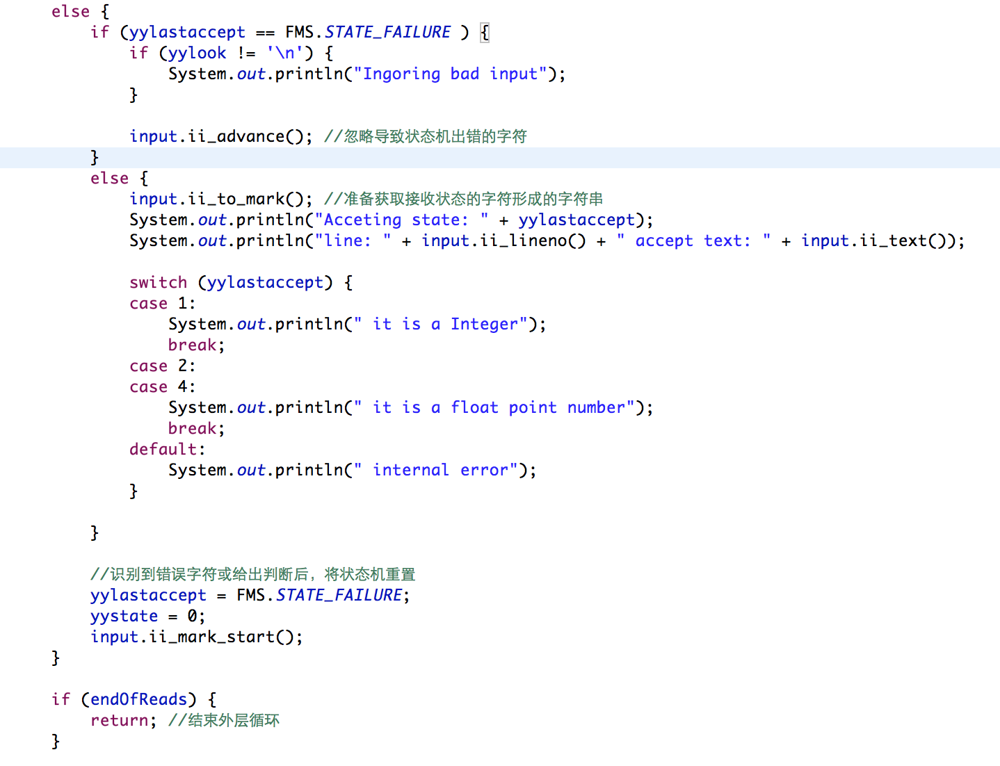 else {
if (yylastaccept == FMS.STATE_FAILURE ) {
if (yylook != '\n') {
System.out.println("Ingoring bad input");
}
input.ii_advance(); //忽略导致状态机出错的字符
}
else {
input.ii_to_mark(); //准备获取接收状态的字符形成的字符串
System.out.println("Acceting state: " + yylastaccept);
System.out.println("line: " + input.ii_lineno() + " accept text: " + input.ii_text());
switch (yylastaccept) {
case 1:
System.out.println(" it is a Integer");
break;
case 2:
case 4:
System.out.println(" it is a float point number");
break;
default:
System.out.println(" internal error");
}
}
//识别到错误字符或给出判断后，将状态机重置
yylastaccept = FMS.STATE_FAILURE;
yystate = 0;
input.ii_mark_start();
}
if (endOfReads) {
return; //结束外层循环
}